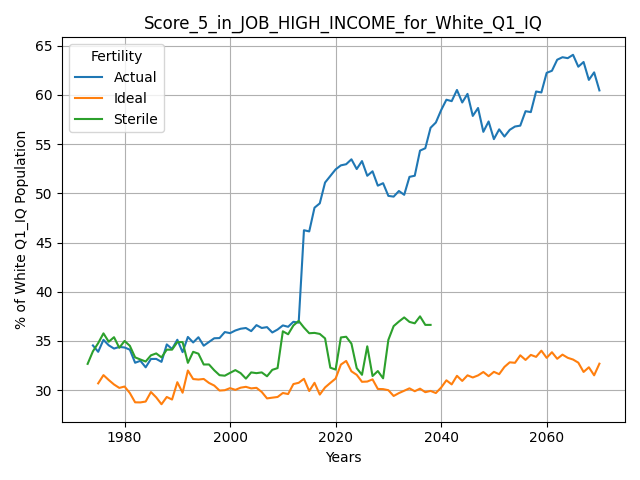 Score_5_in_JOB_HIGH_INCOME_for_White_Q1_IQ
Fertility
Actual
Ideal
Sterile
% of White Q1_IQ Population
65
60
55
50
45
40
35
30
1980
2000
2020
2040
2060
Years